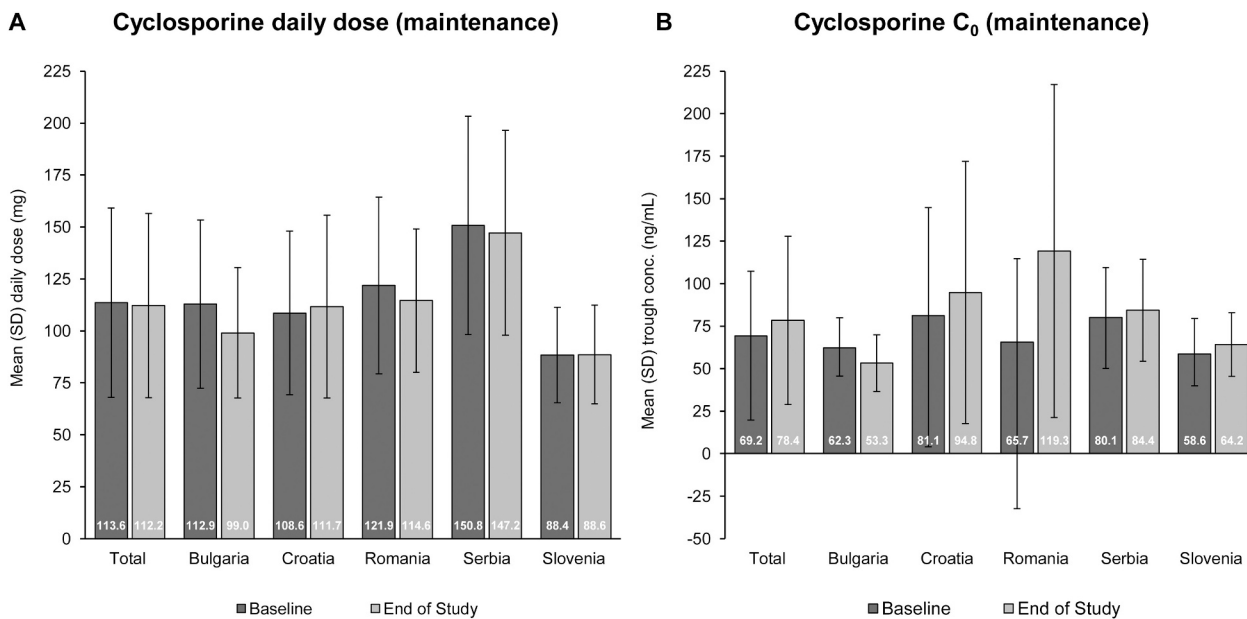 A
Cyclosporine daily dose (maintenance)
Mean (SD) daily dose (mg)
225
200
175
150
125
100
75
50
25
0
113.6 112.2 112.9 99.0 108.6 111.7 121.9 114.6 150.8 147.2 88.4 88.6
Total Bulgaria Croatia Romania Serbia Slovenia
Baseline End of Study
B
Cyclosporine C₀ (maintenance)
Mean (SD) trough conc. (ng/mL)
225
200
175
150
125
100
75
50
25
0
-25
-50
69.2 78.4 62.3 53.3 81.1 94.8 65.7 119.3 80.1 84.4 58.6 64.2
Total Bulgaria Croatia Romania Serbia Slovenia
Baseline End of Study